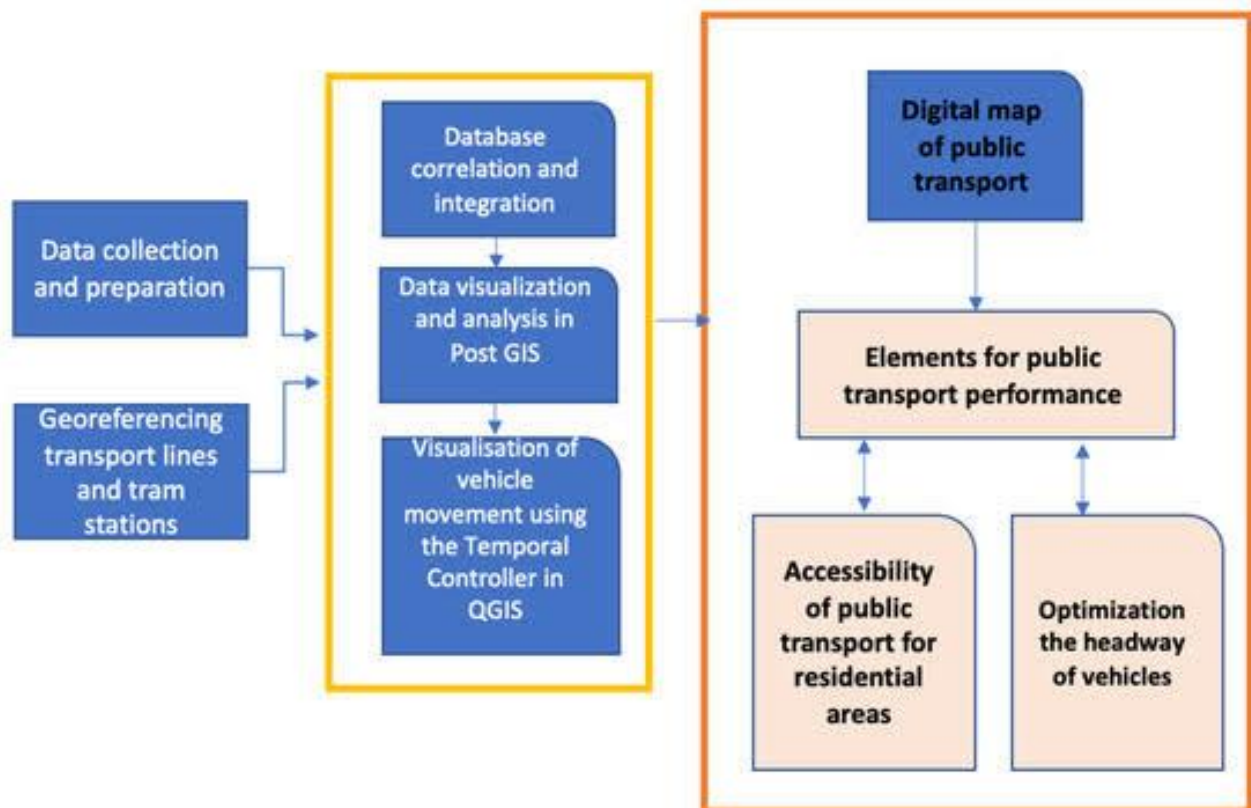 Data collection
and preparation
Georeferencing
transport lines
and tram
stations
Database
correlation and
integration
Data visualization
and analysis in
Post GIS
Visualisation of
vehicle
movement using
the Temporal
Controller in
QGIS
Digital map
of public
transport
Elements for public
transport performance
Accessibility
of public
transport for
residential
areas
Optimization
the headway
of vehicles